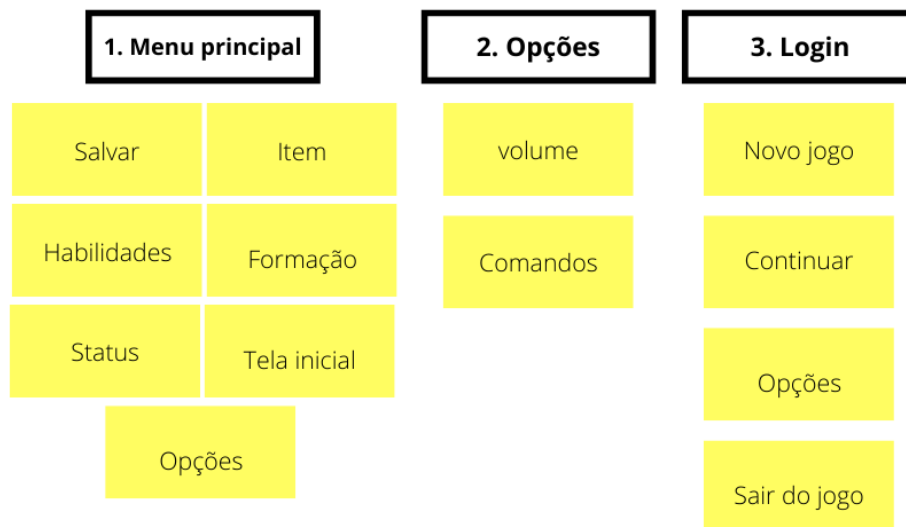 1. Menu principal
Salvar
Item
Habilidades
Formação
Status
Tela inicial
Opções
2. Opções
volume
Comandos
3. Login
Novo jogo
Continuar
Opções
Sair do jogo